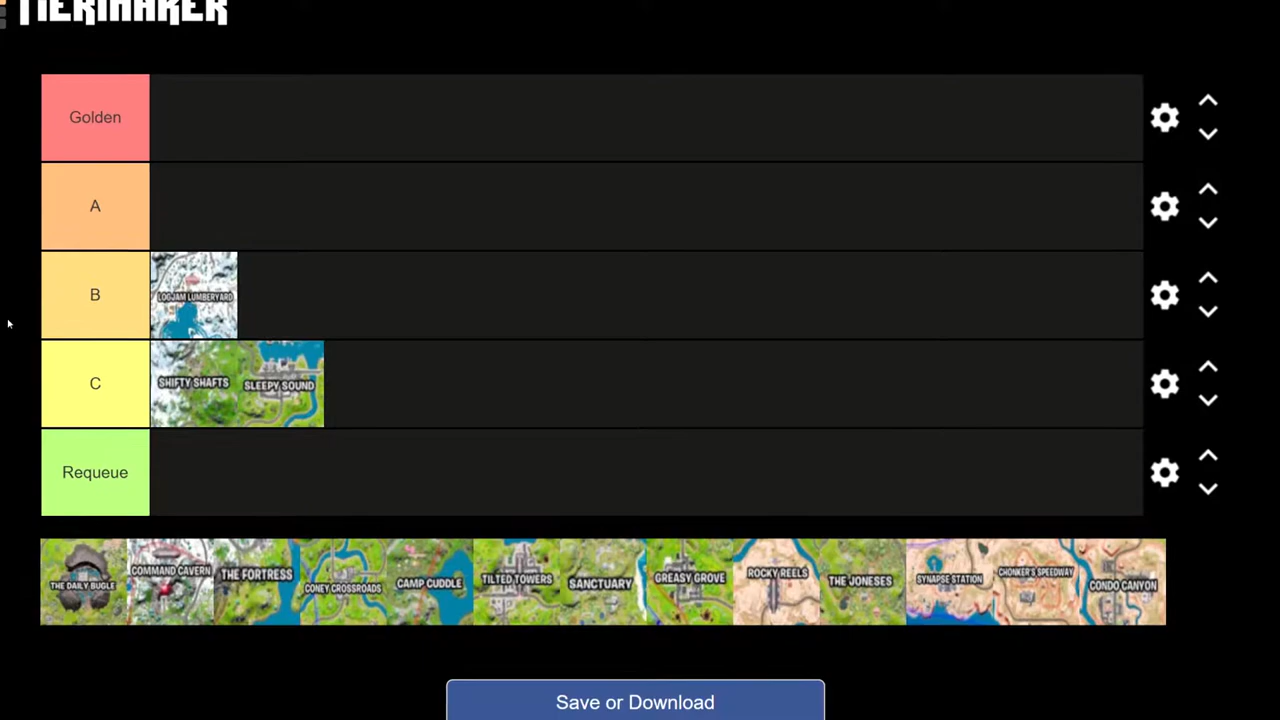 TIERMAKER
Golden
A
B
LOGJAM LUMBERYARD
C
SHIFTY SHAFTS
SLEEPY SOUND
Requeue
THE DAILY BUGLE
COMMAND CAVERN
THE FORTRESS
CONEY CROSSROADS
CAMP CUDDLE
TILTED TOWERS
SANCTUARY
GREASY GROVE
ROCKY REELS
THE JONESES
SYNAPSE STATION
CHONKER'S SPEEDWAY
CONDO CANYON
Save or Download